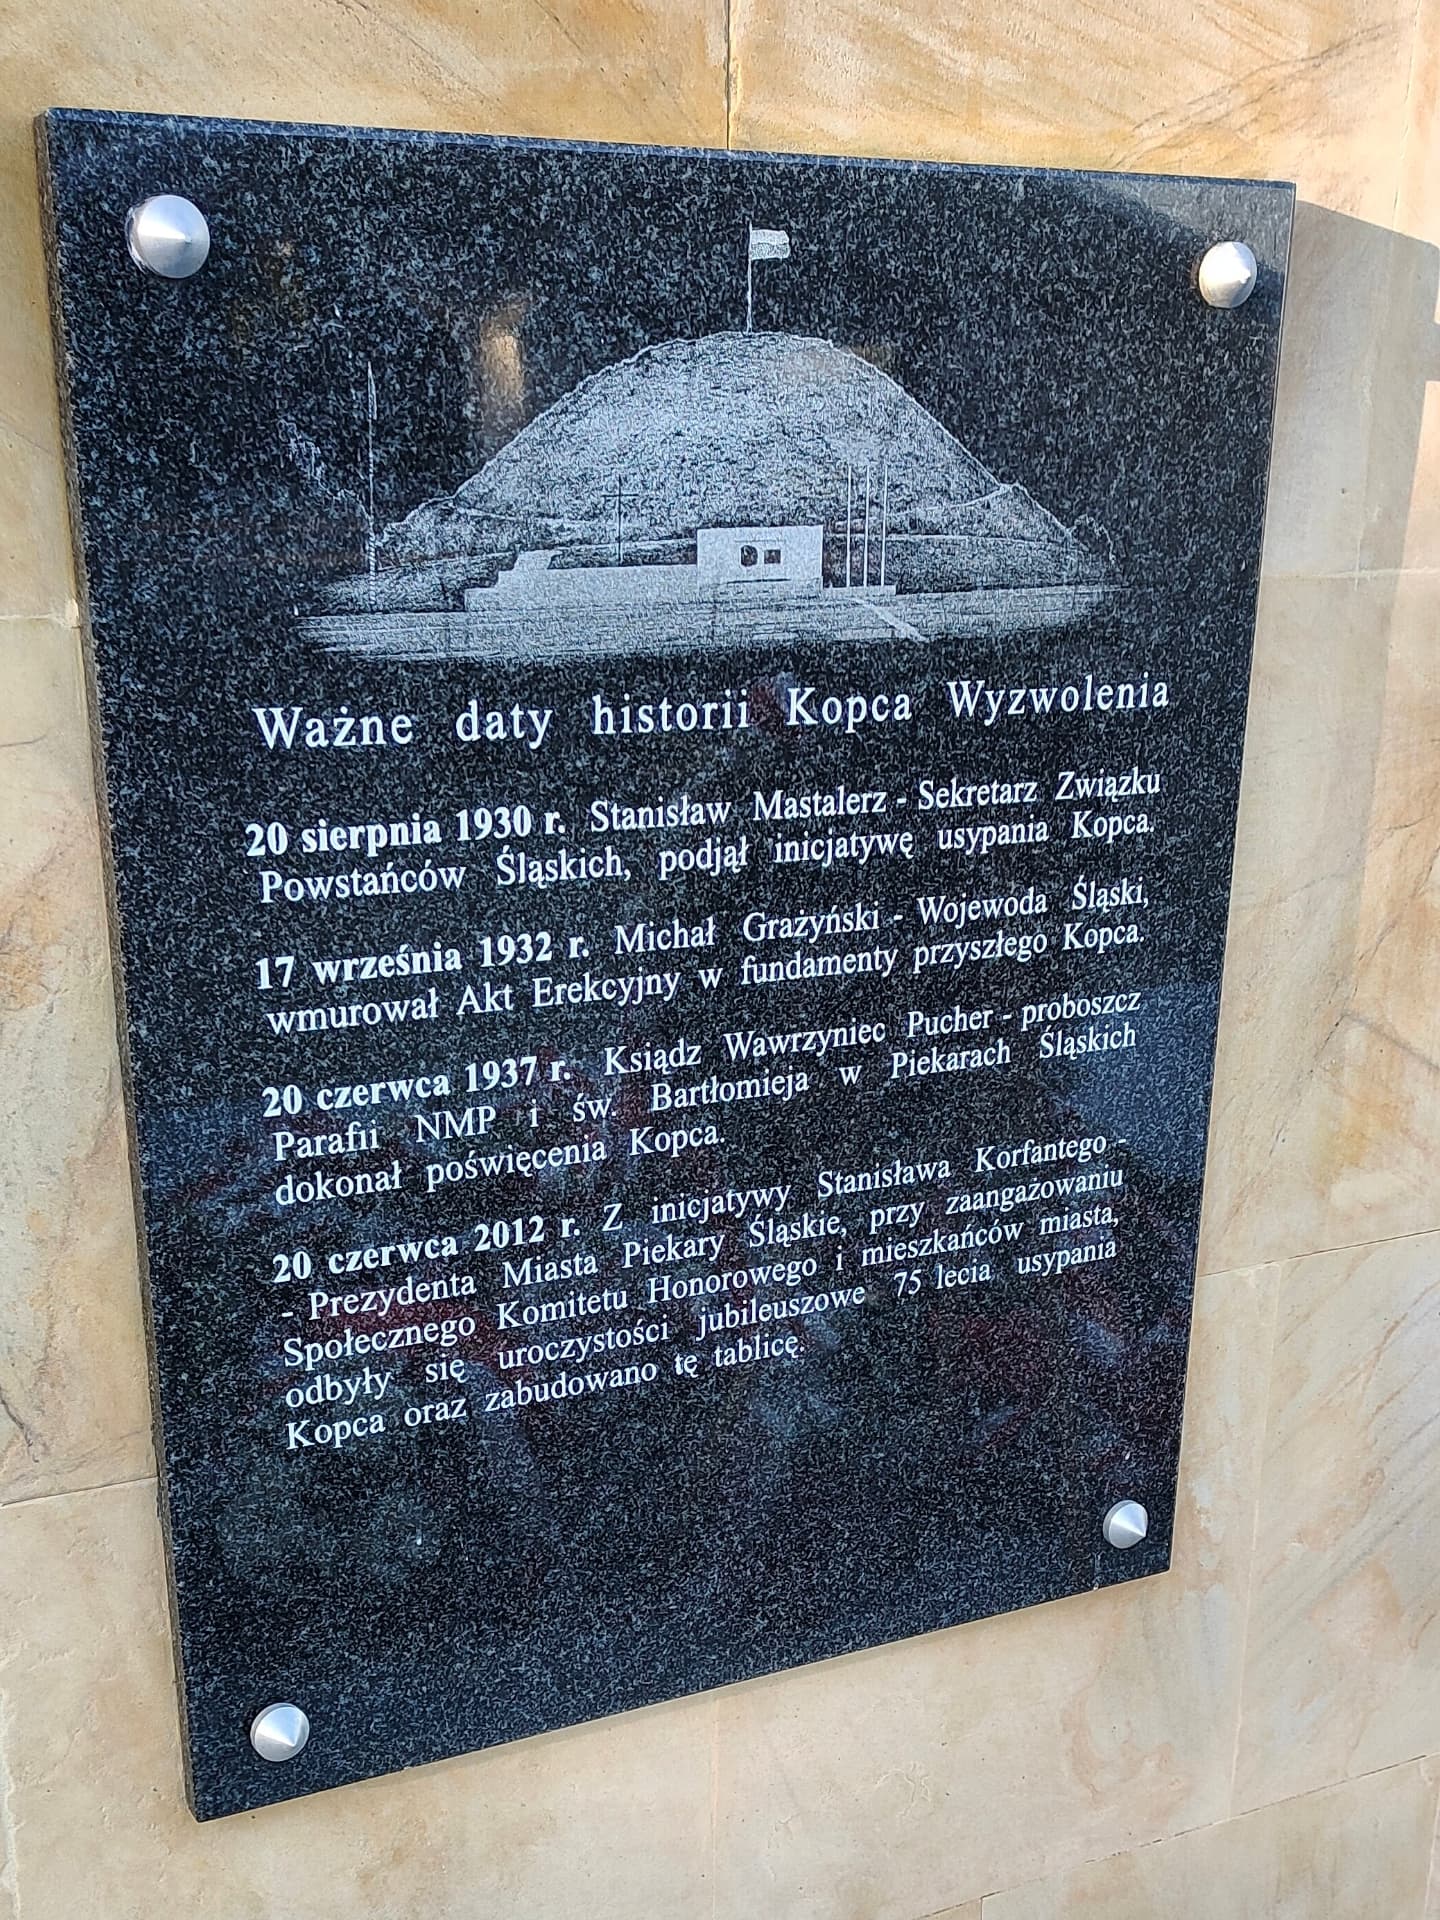 Ważne daty historii Kopca Wyzwolenia
20 sierpnia 1930 r. Stanisław Mastalerz - Sekretarz Związku
Powstańców Śląskich, podjął inicjatywę usypania Kopca.
17 września 1932 r. Michał Grażyński - Wojewoda Śląski,
wmurował Akt Erekcyjny w fundamenty przyszłego Kopca.
20 czerwca 1937 r. Ksiądz Wawrzyniec Pucher - proboszcz
Parafii NMP i św. Bartłomieja w Piekarach Śląskich
dokonał poświęcenia Kopca.
20 czerwca 2012 r. Z inicjatywy Stanisława Korfantego -
- Prezydenta Miasta Piekary Śląskie, przy zaangażowaniu
Społecznego Komitetu Honorowego i mieszkańców miasta,
odbyły się uroczystości jubileuszowe 75 lecia usypania
Kopca oraz zabudowano tę tablicę.